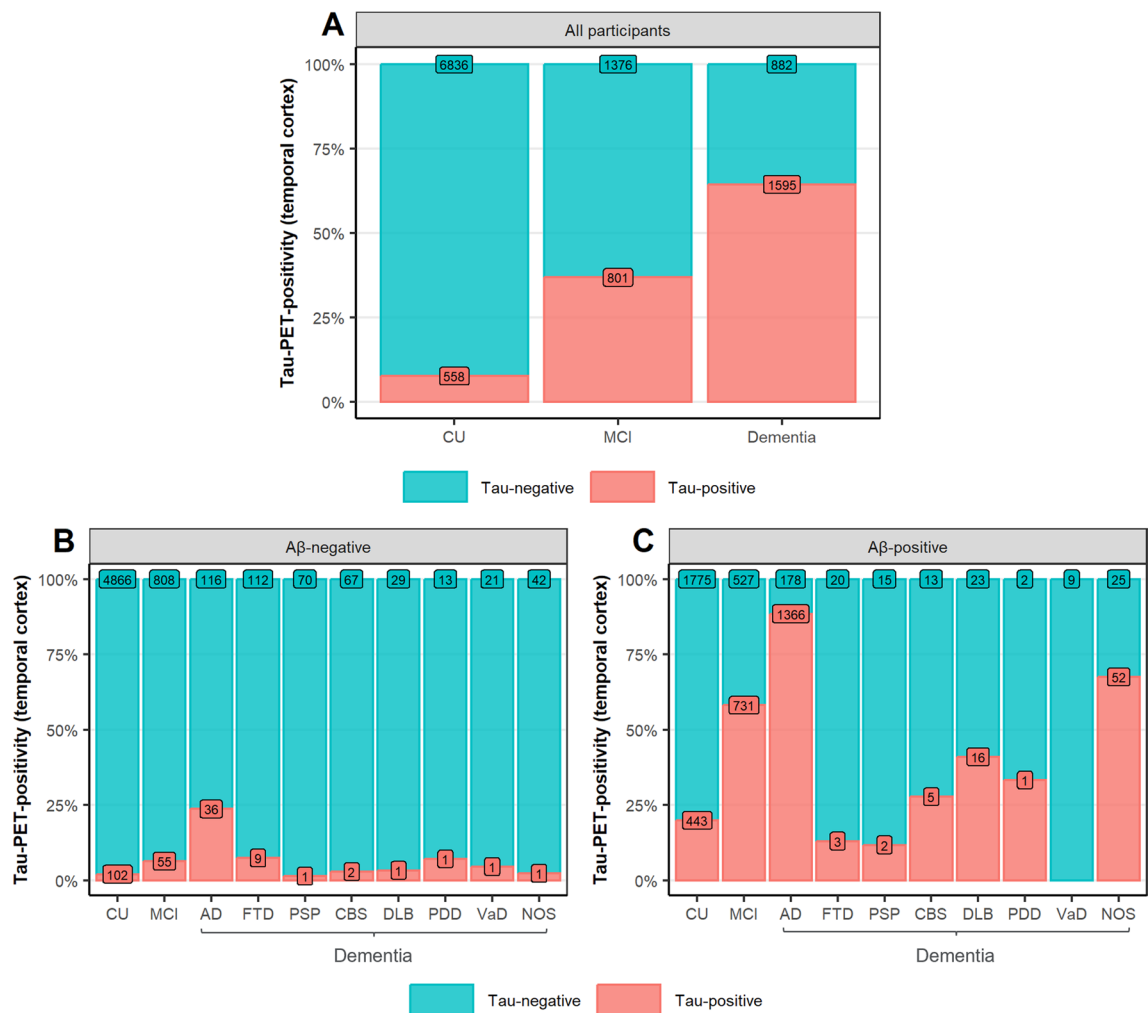 A
All participants
Tau-PET-positivity (temporal cortex)
100%
75%
50%
25%
0%
6836 1376 882
1595
801
558
CU MCI Dementia
Tau-negative Tau-positive
B
Aβ-negative
Tau-PET-positivity (temporal cortex)
100%
75%
50%
25%
0%
4866 808 116 112 70 67 29 13 21 42
102 55 36 9 1 2 1 1 1 1
CU MCI AD FTD PSP CBS DLB PDD VaD NOS
Dementia
C
Aβ-positive
Tau-PET-positivity (temporal cortex)
100%
75%
50%
25%
0%
1775 527 178 20 15 13 23 2 9 25
443 731 1366 3 2 5 16 1 52
CU MCI AD FTD PSP CBS DLB PDD VaD NOS
Dementia
Tau-negative Tau-positive